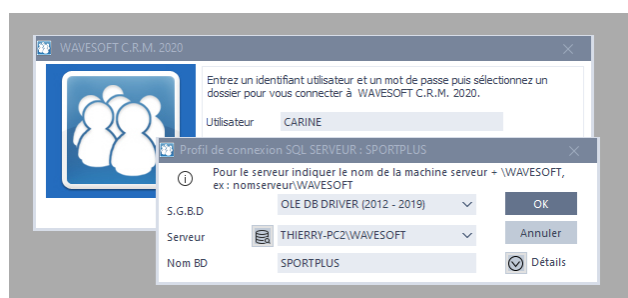 WAVESOFT C.R.M. 2020
Entrez un identifiant utilisateur et un mot de passe puis sélectionnez un
dossier pour vous connecter à WAVESOFT C.R.M. 2020.
Utilisateur CARINE
Profil de connexion SQL SERVEUR : SPORTPLUS
Pour le serveur indiquer le nom de la machine serveur + \WAVESOFT,
ex : nomserveur\WAVESOFT
S.G.B.D OLE DB DRIVER (2012 - 2019) OK
Serveur THIERRY-PC2\WAVESOFT Annuler
Nom BD SPORTPLUS Détails